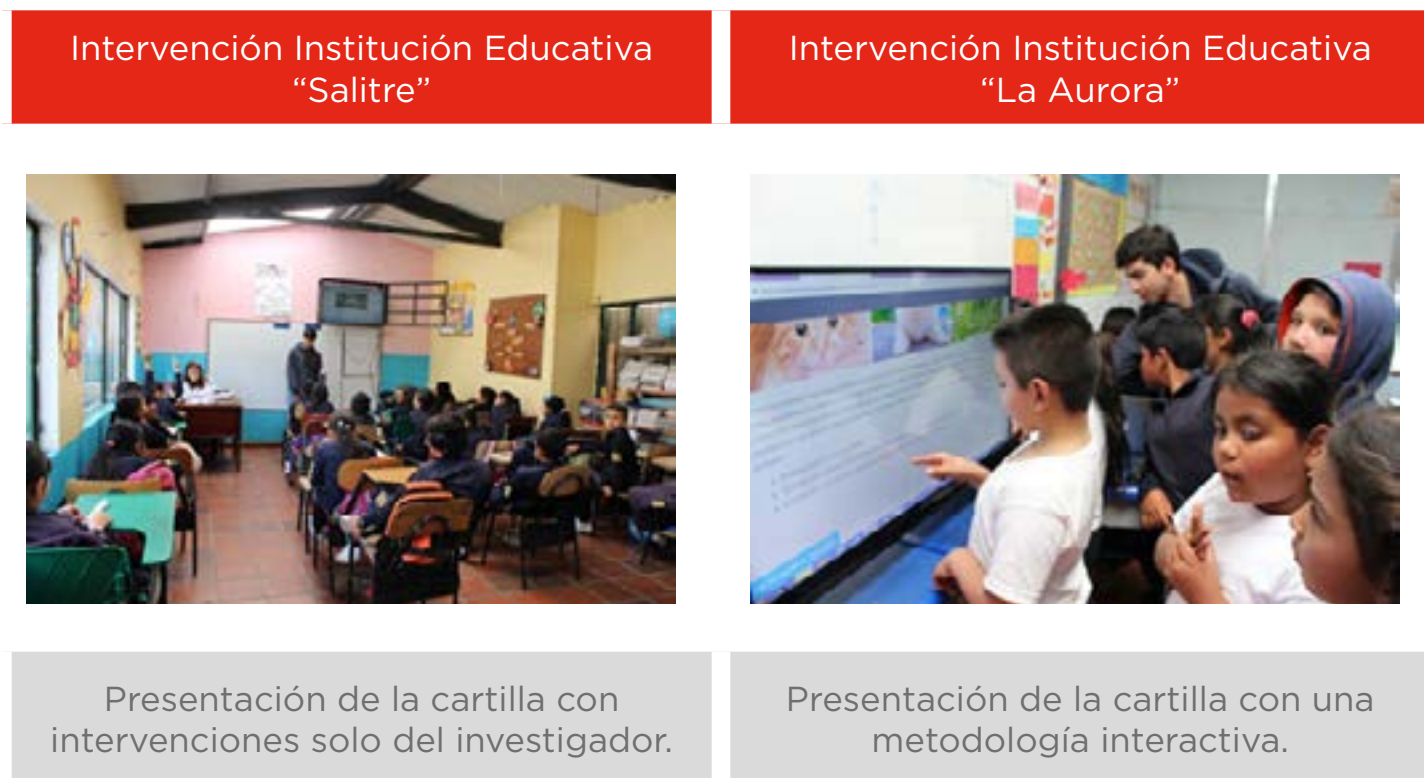 Intervención Institución Educativa
“Salitre”
Intervención Institución Educativa
“La Aurora”
Presentación de la cartilla con
intervenciones solo del investigador.
Presentación de la cartilla con una
metodología interactiva.